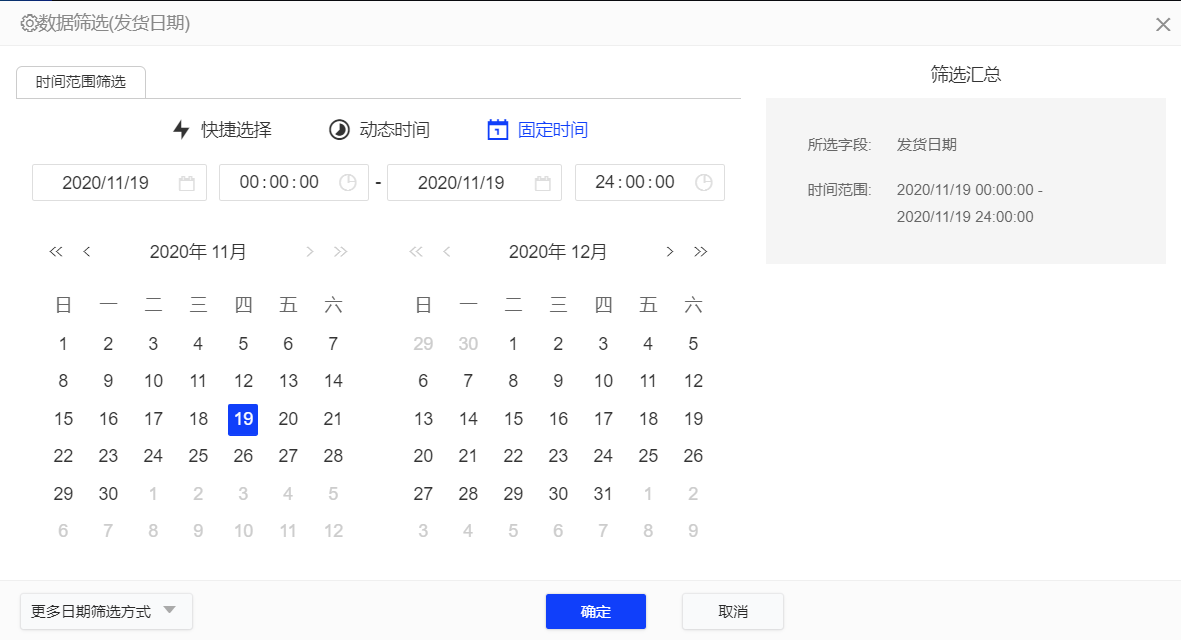 数据筛选(发货日期)
时间范围筛选
快捷选择 动态时间 固定时间
2020/11/19 00:00:00 - 2020/11/19 24:00:00
2020年 11月
日 一 二 三 四 五 六
1 2 3 4 5 6 7
8 9 10 11 12 13 14
15 16 17 18 19 20 21
22 23 24 25 26 27 28
29 30 1 2 3 4 5
6 7 8 9 10 11 12
2020年 12月
日 一 二 三 四 五 六
29 30 1 2 3 4 5
6 7 8 9 10 11 12
13 14 15 16 17 18 19
20 21 22 23 24 25 26
27 28 29 30 31 1 2
3 4 5 6 7 8 9
筛选汇总
所选字段: 发货日期
时间范围: 2020/11/19 00:00:00 -
2020/11/19 24:00:00
更多日期筛选方式
确定
取消